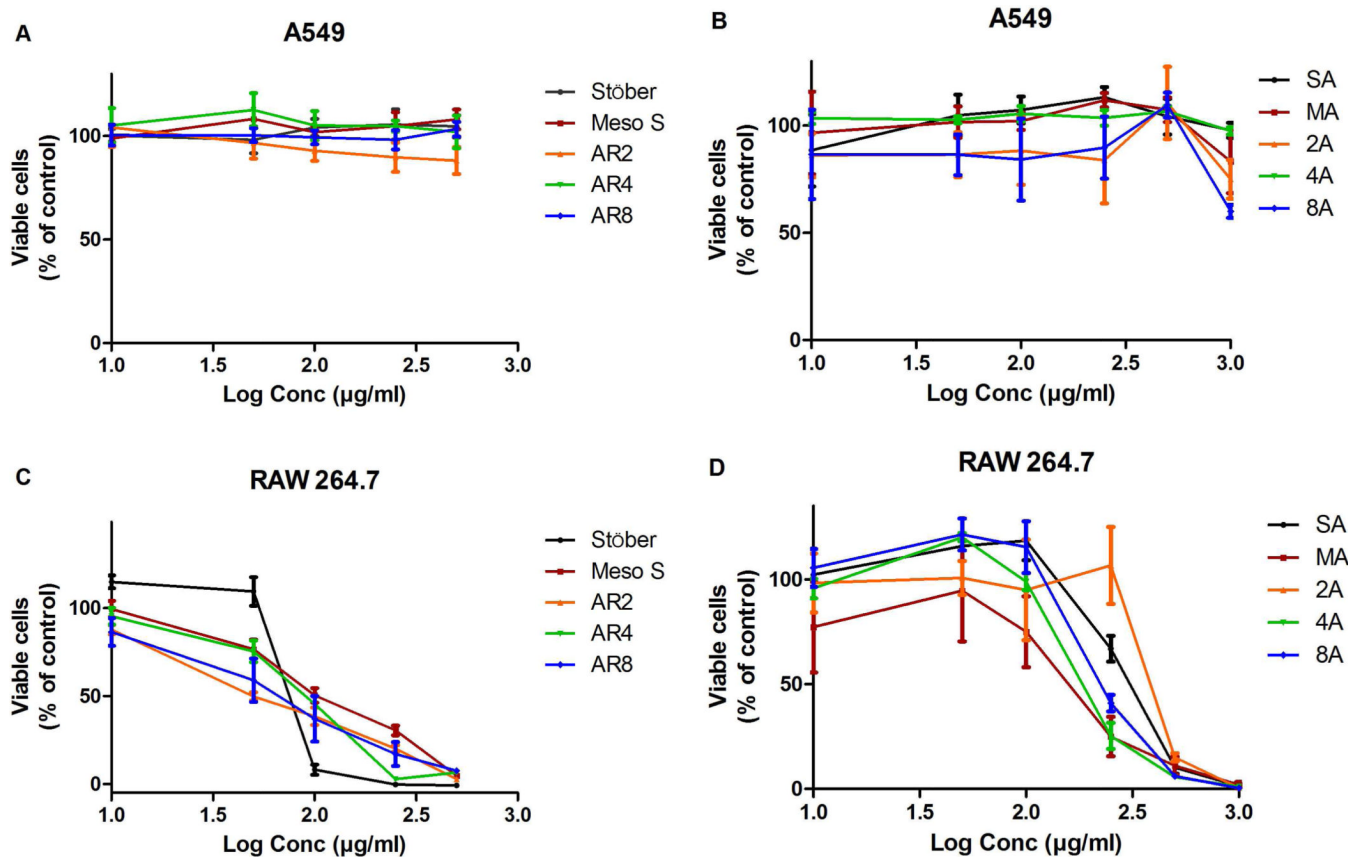 A
A549
Viable cells
(% of control)
100
50
0
1.0 1.5 2.0 2.5 3.0
Log Conc (µg/ml)
Stöber
Meso S
AR2
AR4
AR8
B
A549
Viable cells
(% of control)
100
50
0
1.0 1.5 2.0 2.5 3.0
Log Conc (µg/ml)
SA
MA
2A
4A
8A
C
RAW 264.7
Viable cells
(% of control)
100
50
0
1.0 1.5 2.0 2.5 3.0
Log Conc (µg/ml)
Stöber
Meso S
AR2
AR4
AR8
D
RAW 264.7
Viable cells
(% of control)
100
50
0
1.0 1.5 2.0 2.5 3.0
Log Conc (µg/ml)
SA
MA
2A
4A
8A